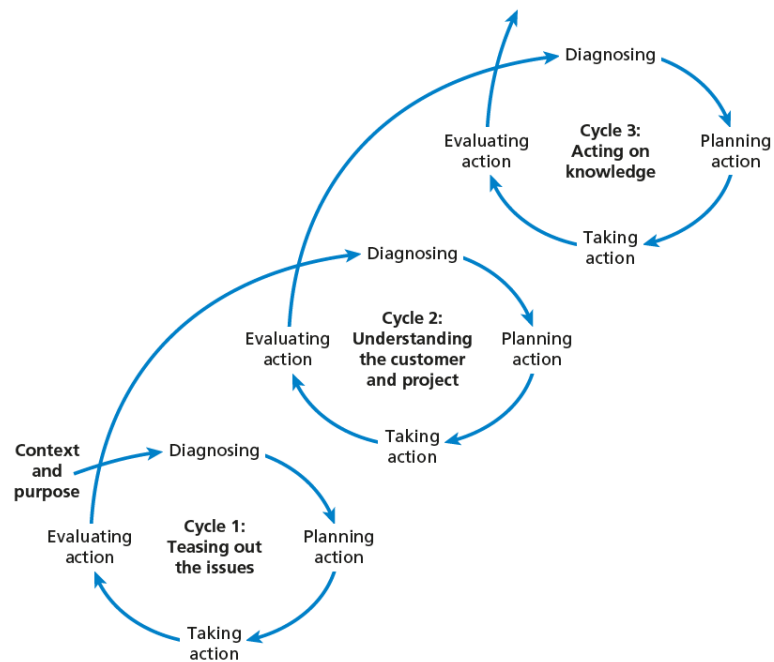 Diagnosing
Evaluating
action
Cycle 3:
Acting on
knowledge
Planning
action
Taking
action
Diagnosing
Evaluating
action
Cycle 2:
Understanding
the customer
and project
Planning
action
Taking
action
Context
and
purpose
Diagnosing
Evaluating
action
Cycle 1:
Teasing out
the issues
Planning
action
Taking
action